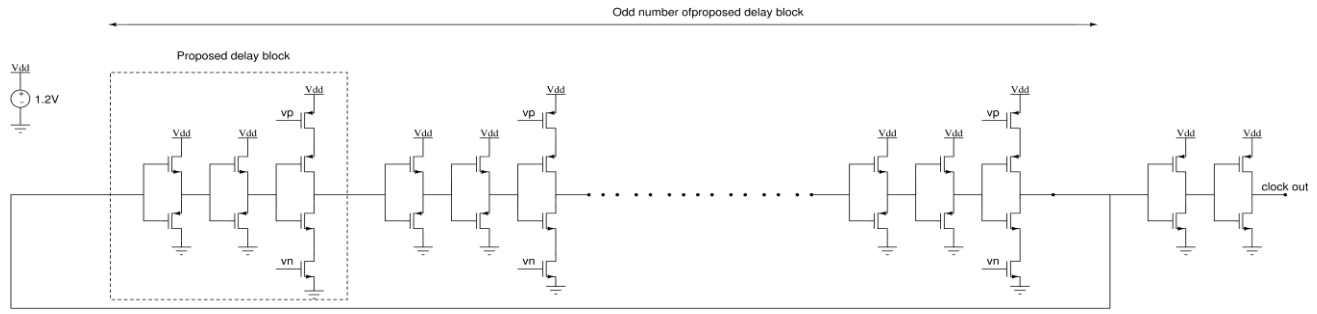 Odd number ofproposed delay block
Proposed delay block
Vdd
1.2V
Vdd
vp
Vdd
Vdd
vn
Vdd
vp
Vdd
Vdd
vn
Vdd
vp
Vdd
Vdd
vn
Vdd
Vdd
clock out